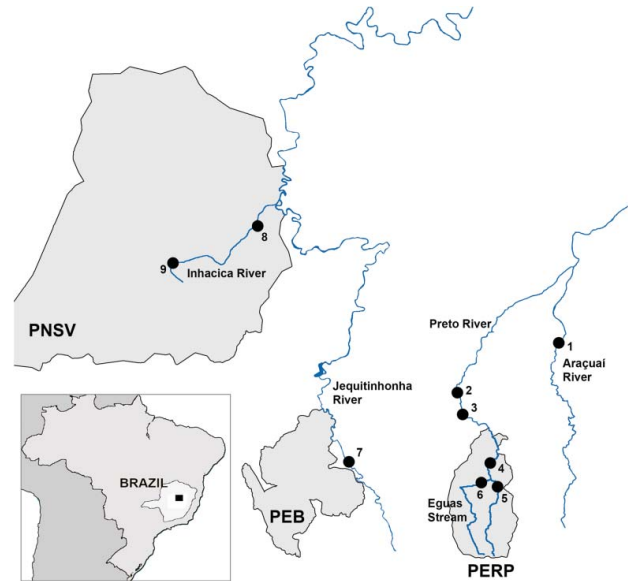 8
9
Inhacica River
PNSV
Preto River
1
Araçuaí
River
2
3
Jequitinhonha
River
7
4
6
5
Eguas
Stream
BRAZIL
PEB
PERP